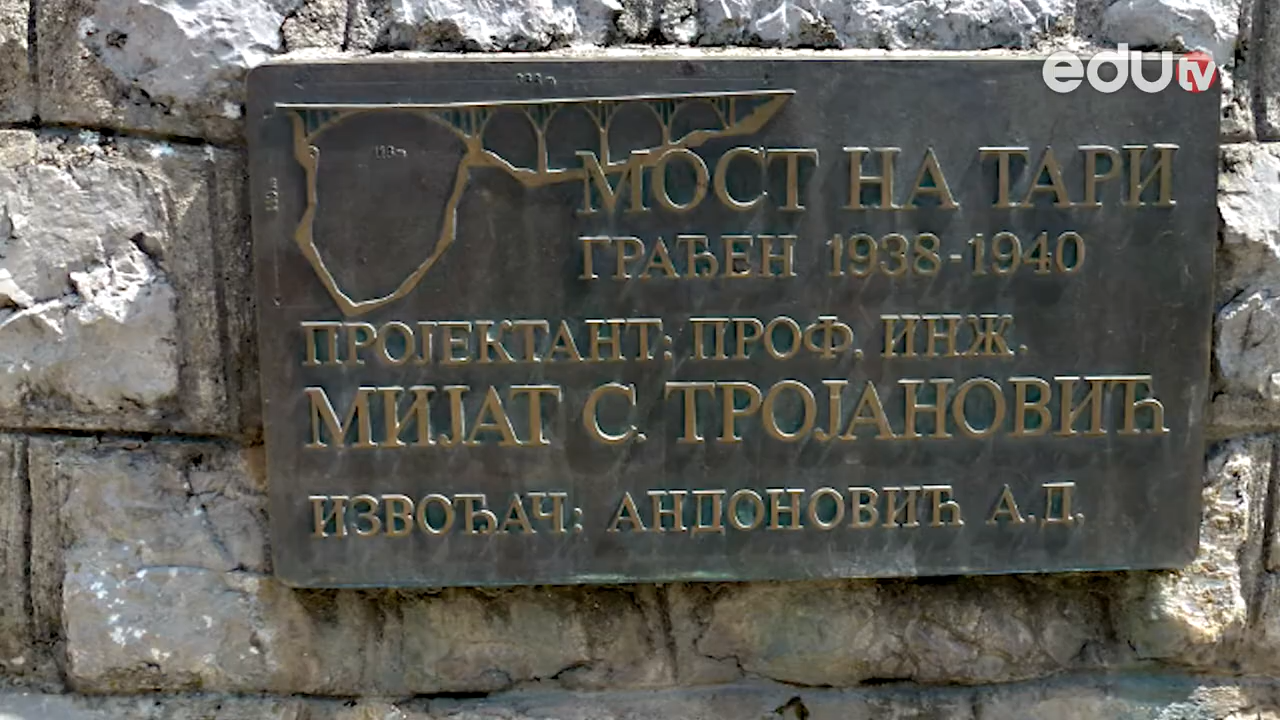 edutv
МОСТ НА ТАРИ
ГРАЂЕН 1938-1940
ПРОЈЕКТАНТ: ПРОФ. ИНЖ.
МИЈАТ С. ТРОЈАНОВИЋ
ИЗВОЂАЧ: АНДОНОВИЋ А.Д.